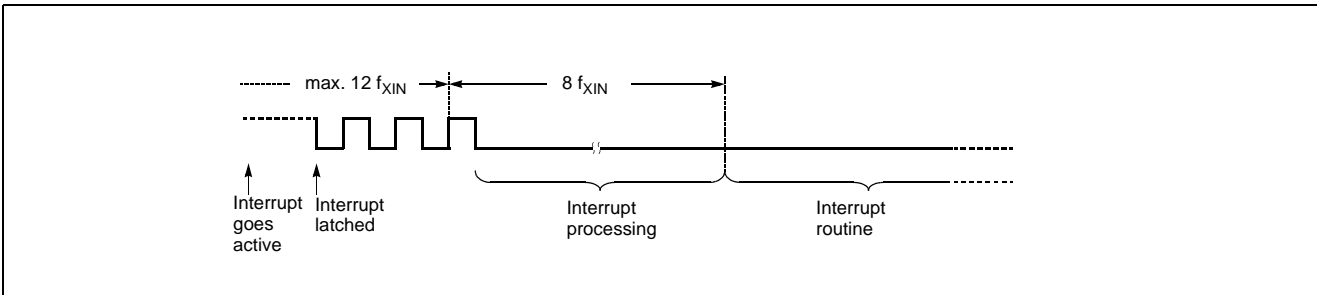 max. 12 fXIN
8 fXIN
Interrupt
goes
active
Interrupt
latched
Interrupt
processing
Interrupt
routine